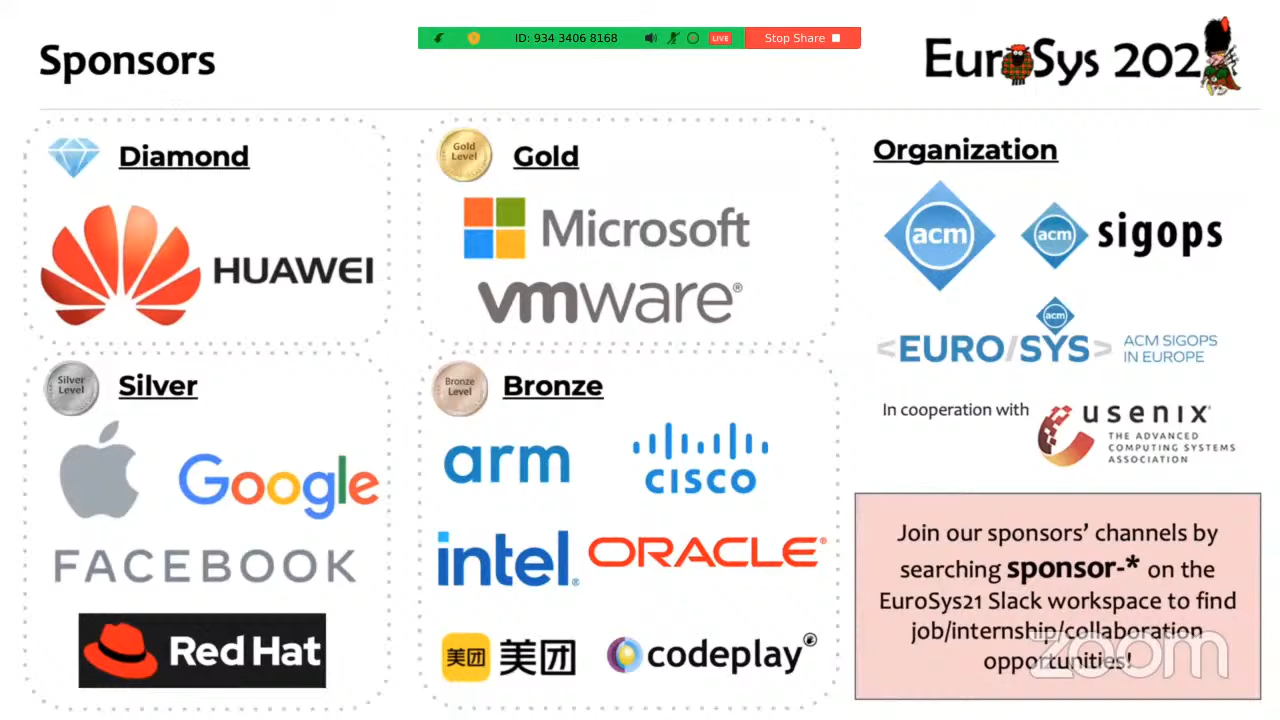 Sponsors
ID: 934 3406 8168
LIVE
Stop Share
EuroSys 202
Diamond
HUAWEI
Gold Level
Gold
Microsoft
vmware®
Silver Level
Silver
Google
FACEBOOK
Red Hat
Bronze Level
Bronze
arm
cisco
intel®
ORACLE®
美团 美团
codeplay
Organization
acm
acm sigops
acm
<EURO/SYS> ACM SIGOPS
IN EUROPE
In cooperation with
usenix®
THE ADVANCED
COMPUTING SYSTEMS
ASSOCIATION
Join our sponsors' channels by
searching sponsor-* on the
EuroSys21 Slack workspace to find
job/internship/collaboration
opportunities!
zoom